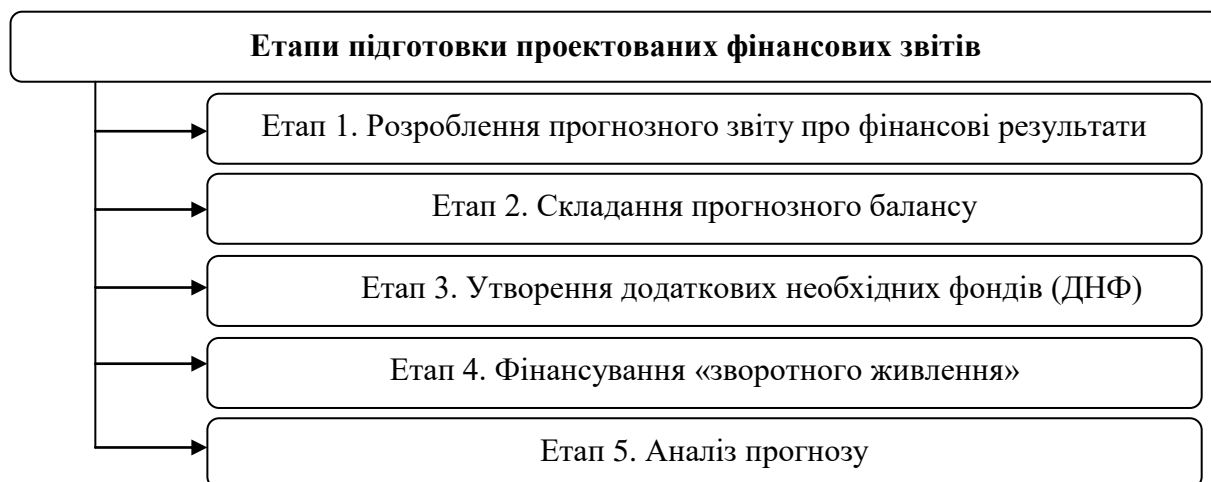 Етапи підготовки проектованих фінансових звітів
Етап 1. Розроблення прогнозного звіту про фінансові результати
Етап 2. Складання прогнозного балансу
Етап 3. Утворення додаткових необхідних фондів (ДНФ)
Етап 4. Фінансування «зворотного живлення»
Етап 5. Аналіз прогнозу